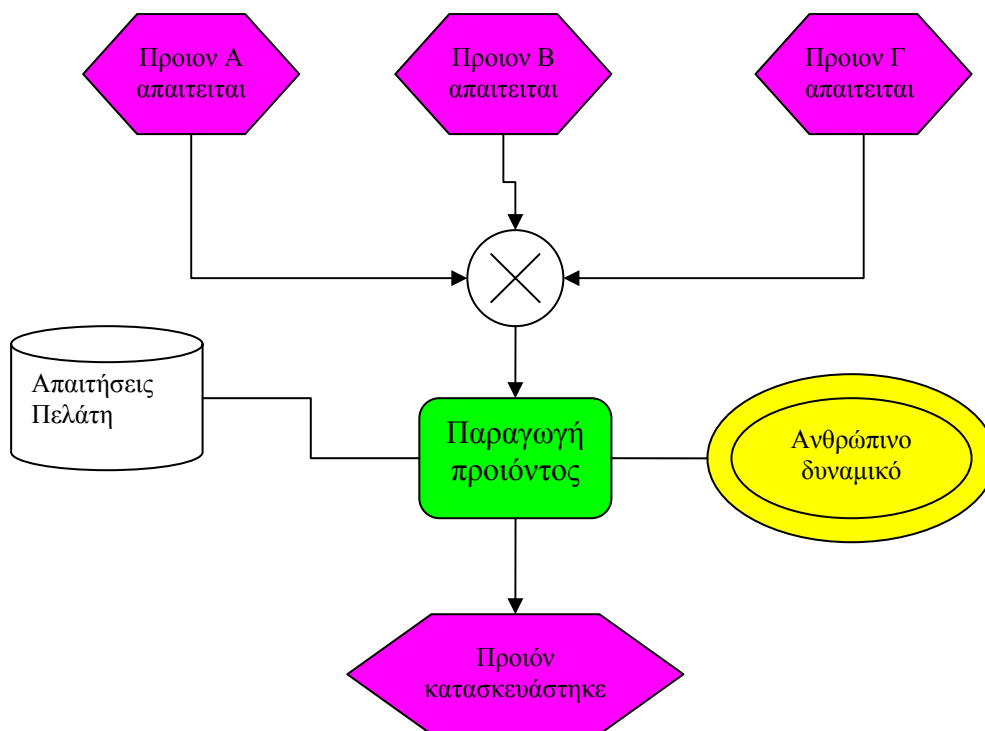 Προιον Α
απαιτειται
Προιον Β
απαιτειται
Προιον Γ
απαιτειται
Απαιτήσεις
Πελάτη
Παραγωγή
προιόντος
Ανθρώπινο
δυναμικό
Προιόν
κατασκευάστηκε